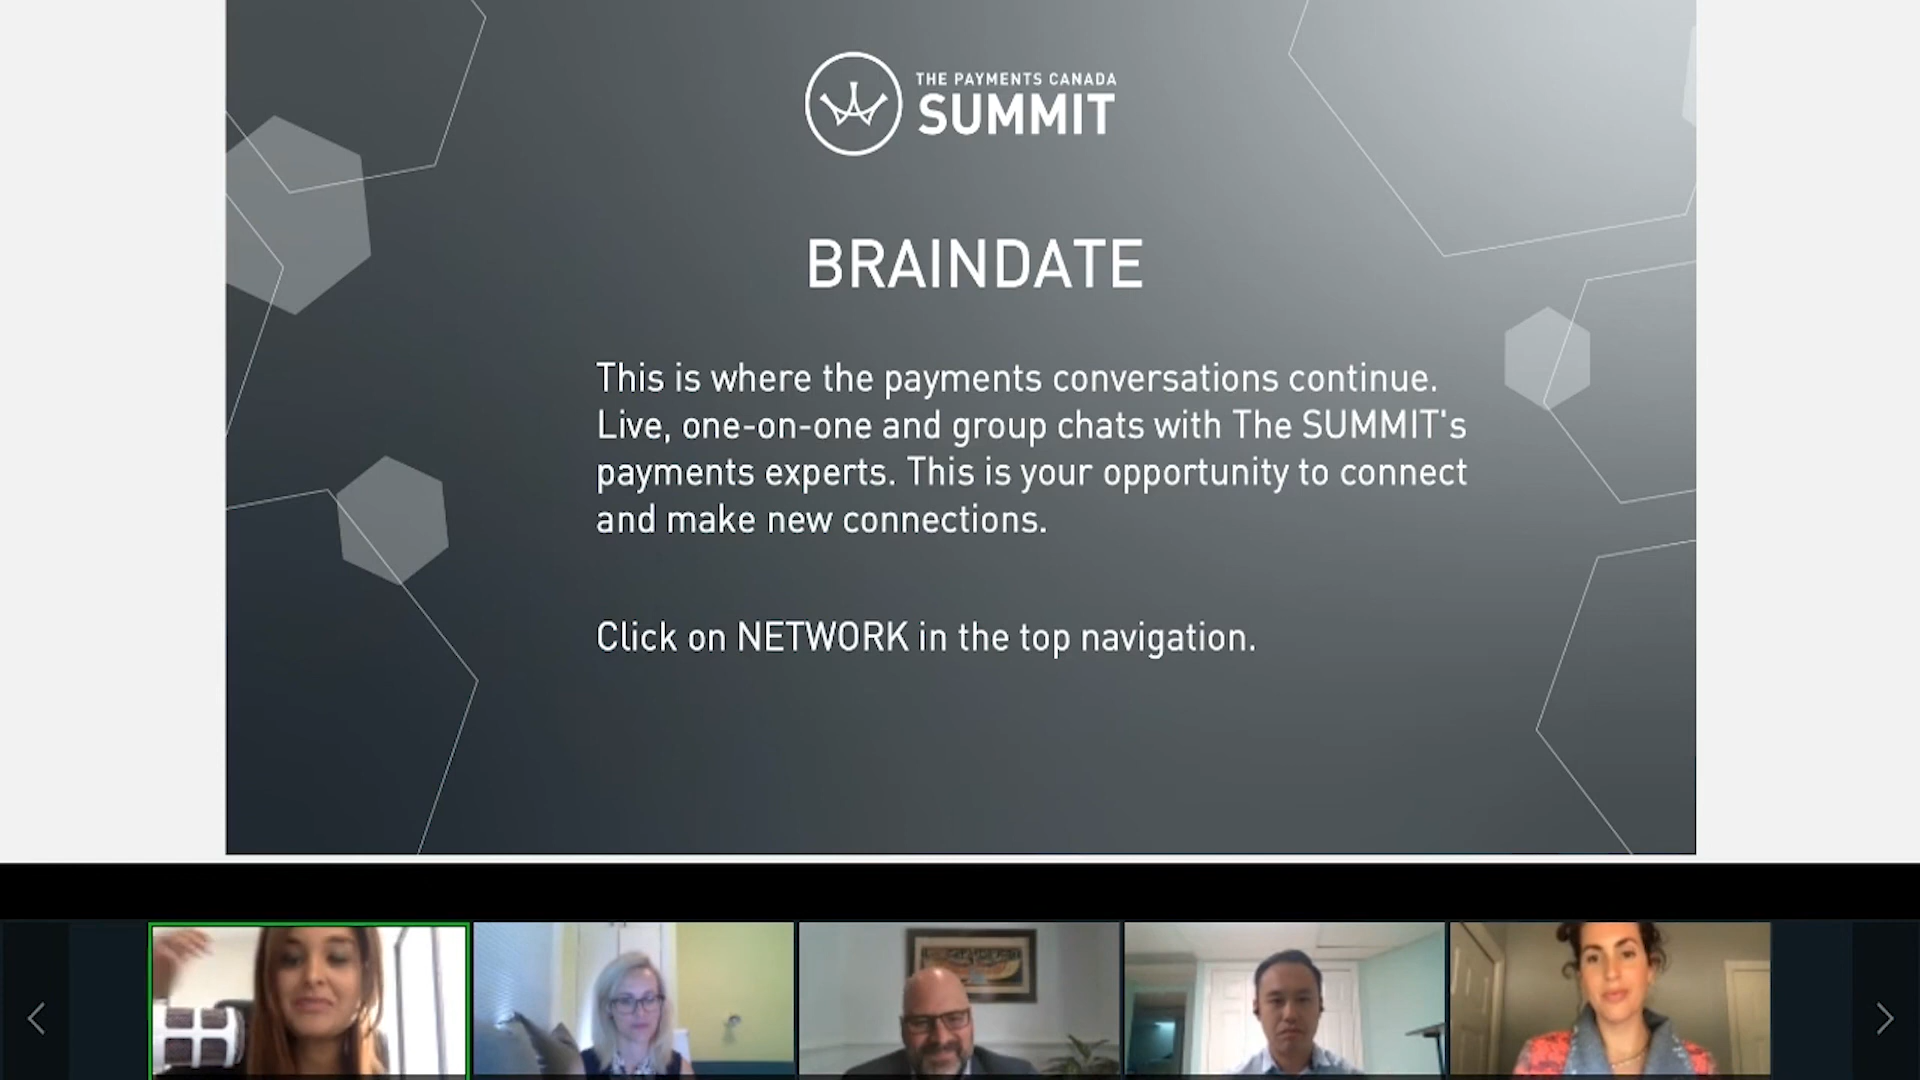 THE PAYMENTS CANADA
SUMMIT
BRAINDATE
This is where the payments conversations continue.
Live, one-on-one and group chats with The SUMMIT's
payments experts. This is your opportunity to connect
and make new connections.
Click on NETWORK in the top navigation.